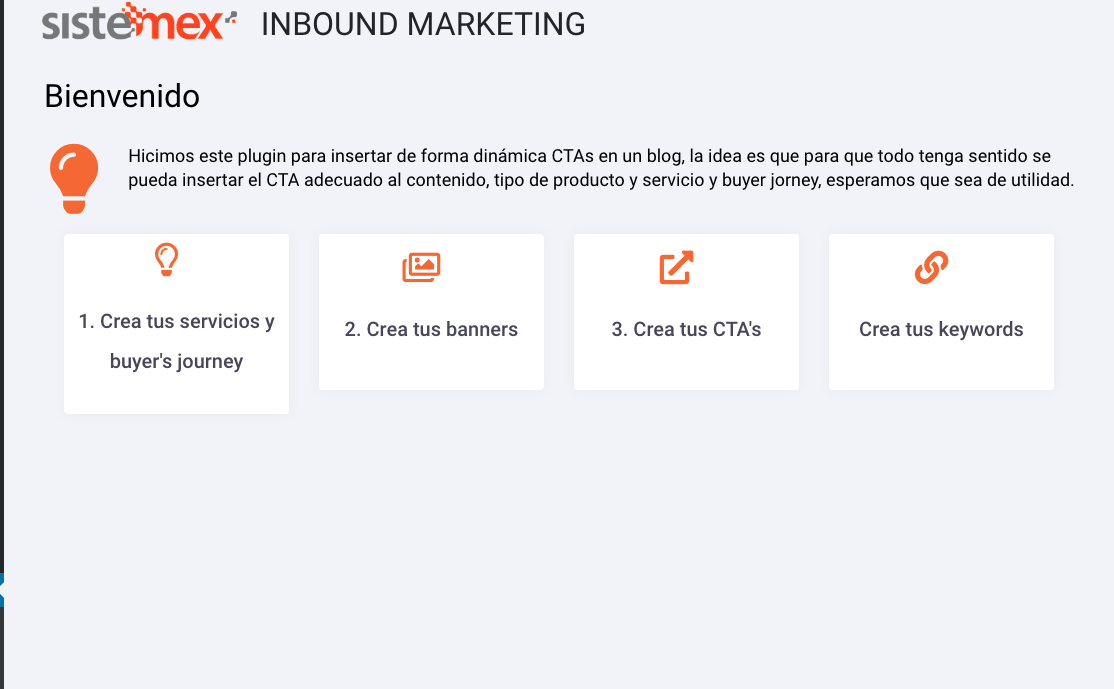 sistemex INBOUND MARKETING
Bienvenido
Hicimos este plugin para insertar de forma dinámica CTAs en un blog, la idea es que para que todo tenga sentido se
pueda insertar el CTA adecuado al contenido, tipo de producto y servicio y buyer jorney, esperamos que sea de utilidad.
1. Crea tus servicios y
buyer's journey
2. Crea tus banners
3. Crea tus CTA's
Crea tus keywords